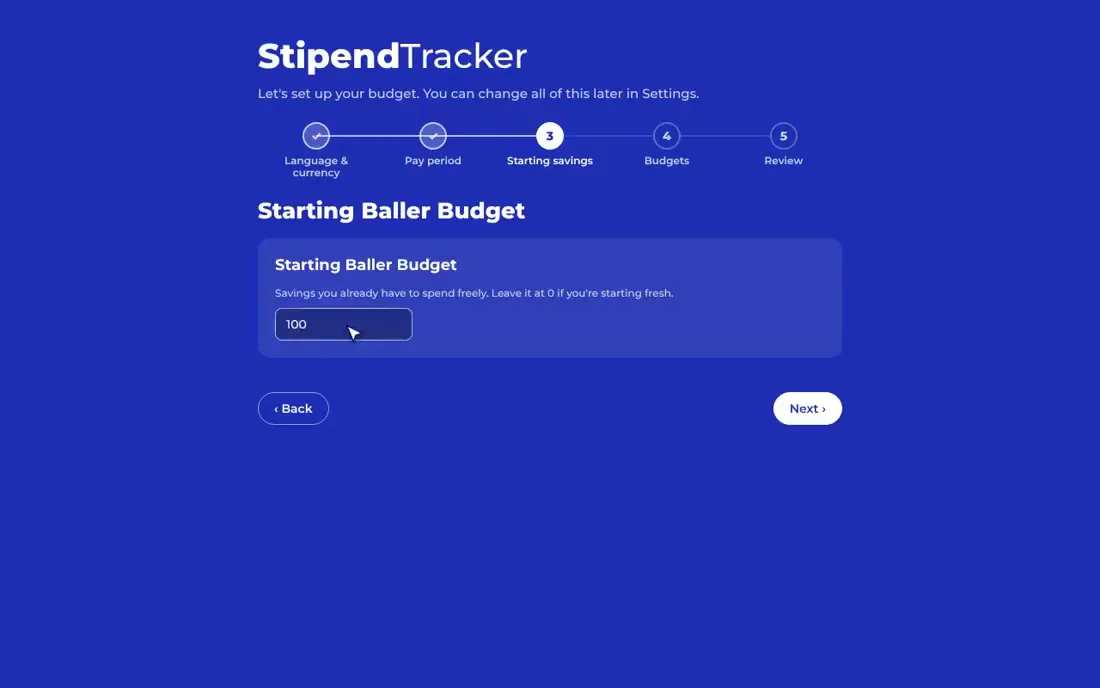 StipendTracker
Let's set up your budget. You can change all of this later in Settings.
3
4
5
Language &
currency
Pay period
Starting savings
Budgets
Review
Starting Baller Budget
Starting Baller Budget
Savings you already have to spend freely. Leave it at 0 if you're starting fresh.
100
‹ Back
Next ›